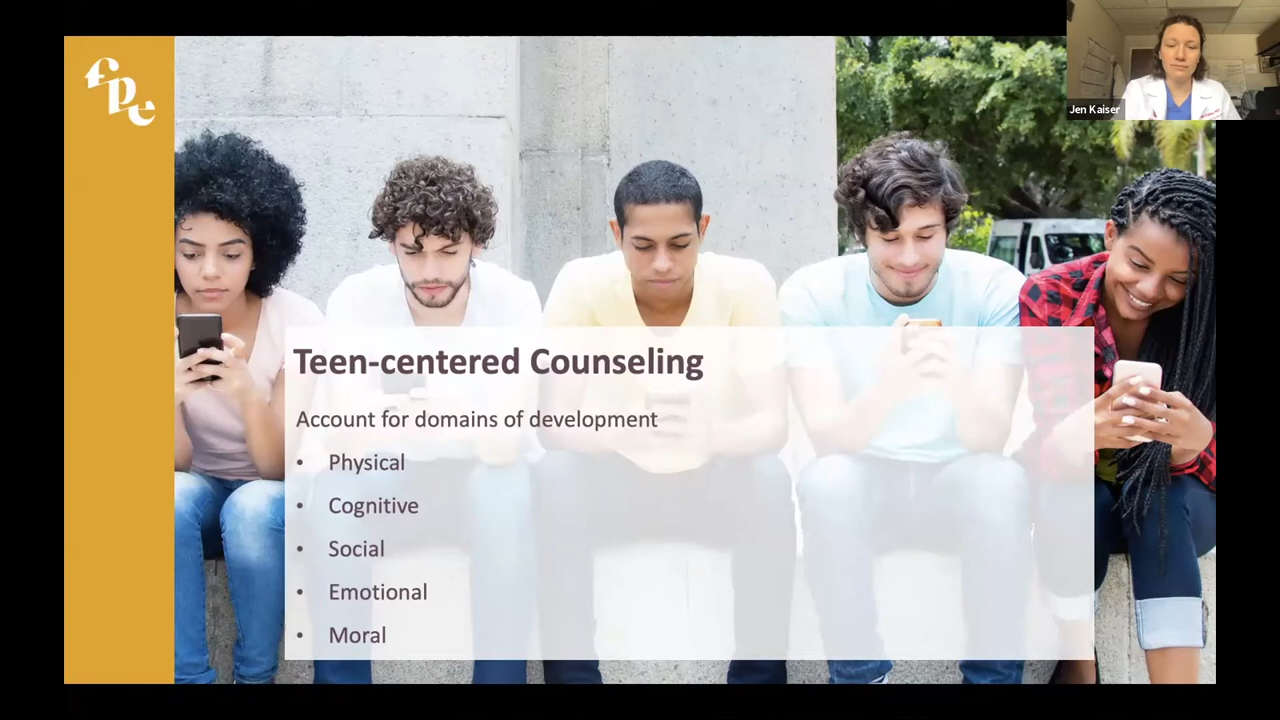 fpe
Jen Kaiser
Teen-centered Counseling
Account for domains of development
• Physical
• Cognitive
• Social
• Emotional
• Moral